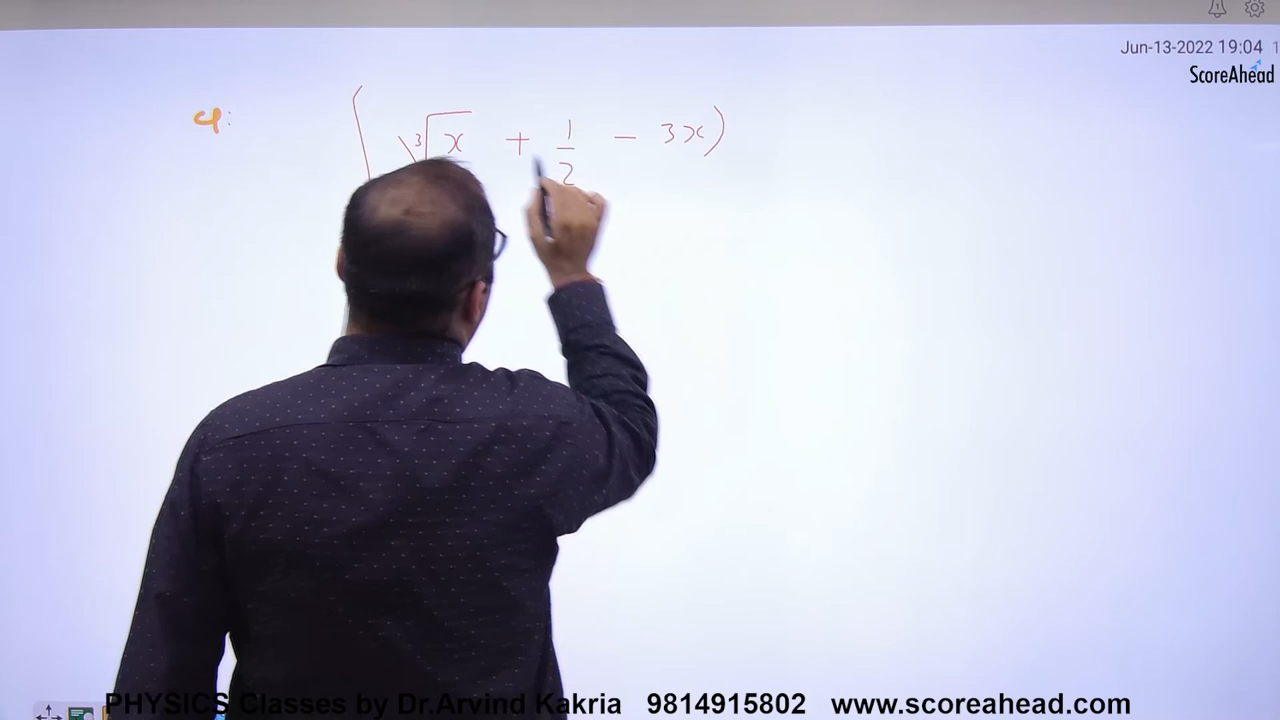 Jun-13-2022 19:04 1
ScoreAhead
Q:
( ∛x + 1/2 - 3x )
PHYSICS Classes by Dr.Arvind Kakria 9814915802 www.scoreahead.com